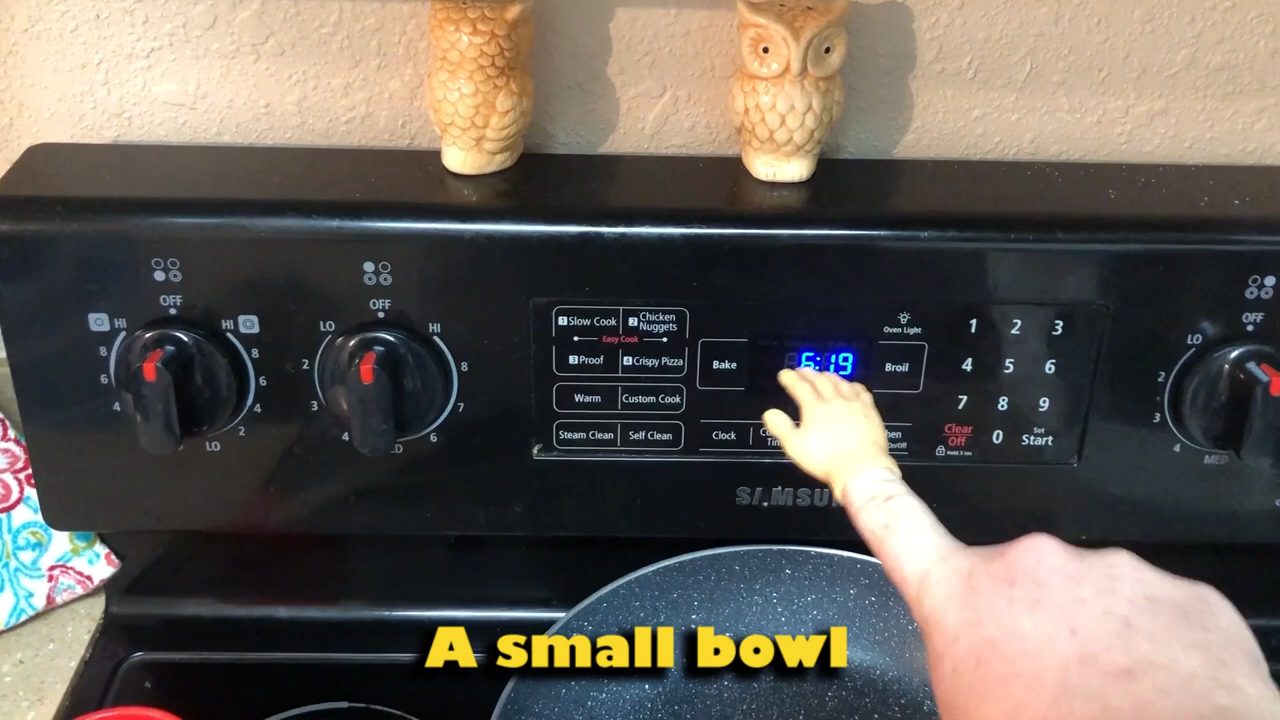 OFF
HI
HI
8
8
6
6
4
4
2
LO
OFF
LO
HI
2
8
3
7
4
6
1 Slow Cook
2 Chicken Nuggets
Easy Cook
3 Proof
4 Crispy Pizza
Warm
Custom Cook
Steam Clean
Self Clean
Bake
6:19
Broil
Clock
Oven Light
1 2 3
4 5 6
7 8 9
Clear Off
0
Set Start
Hold 3 sec
OFF
LO
2
3
4
MED
A small bowl